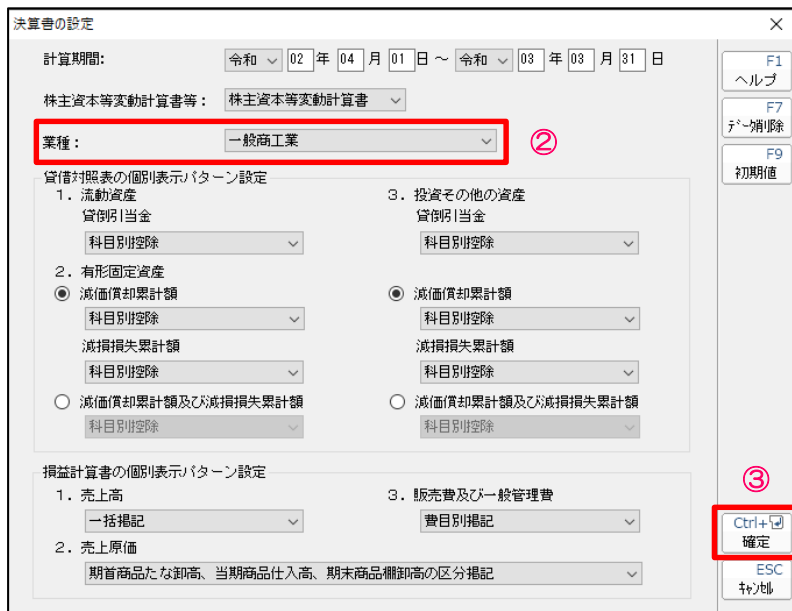 決算書の設定
計算期間： 令和 02 年 04 月 01 日 ～ 令和 03 年 03 月 31 日
株主資本等変動計算書等： 株主資本等変動計算書
業種： 一般商工業 ②
貸借対照表の個別表示パターン設定
１．流動資産
貸倒引当金
科目別控除
２．有形固定資産
減価償却累計額
科目別控除
減損損失累計額
科目別控除
減価償却累計額及び減損損失累計額
科目別控除
３．投資その他の資産
貸倒引当金
科目別控除
減価償却累計額
科目別控除
減損損失累計額
科目別控除
減価償却累計額及び減損損失累計額
科目別控除
損益計算書の個別表示パターン設定
１．売上高
一括掲記
３．販売費及び一般管理費
費目別掲記
２．売上原価
期首商品たな卸高、当期商品仕入高、期末商品棚卸高の区分掲記
F1
ヘルプ
F7
データ削除
F9
初期値
③
Ctrl+
確定
ESC
キャンセル